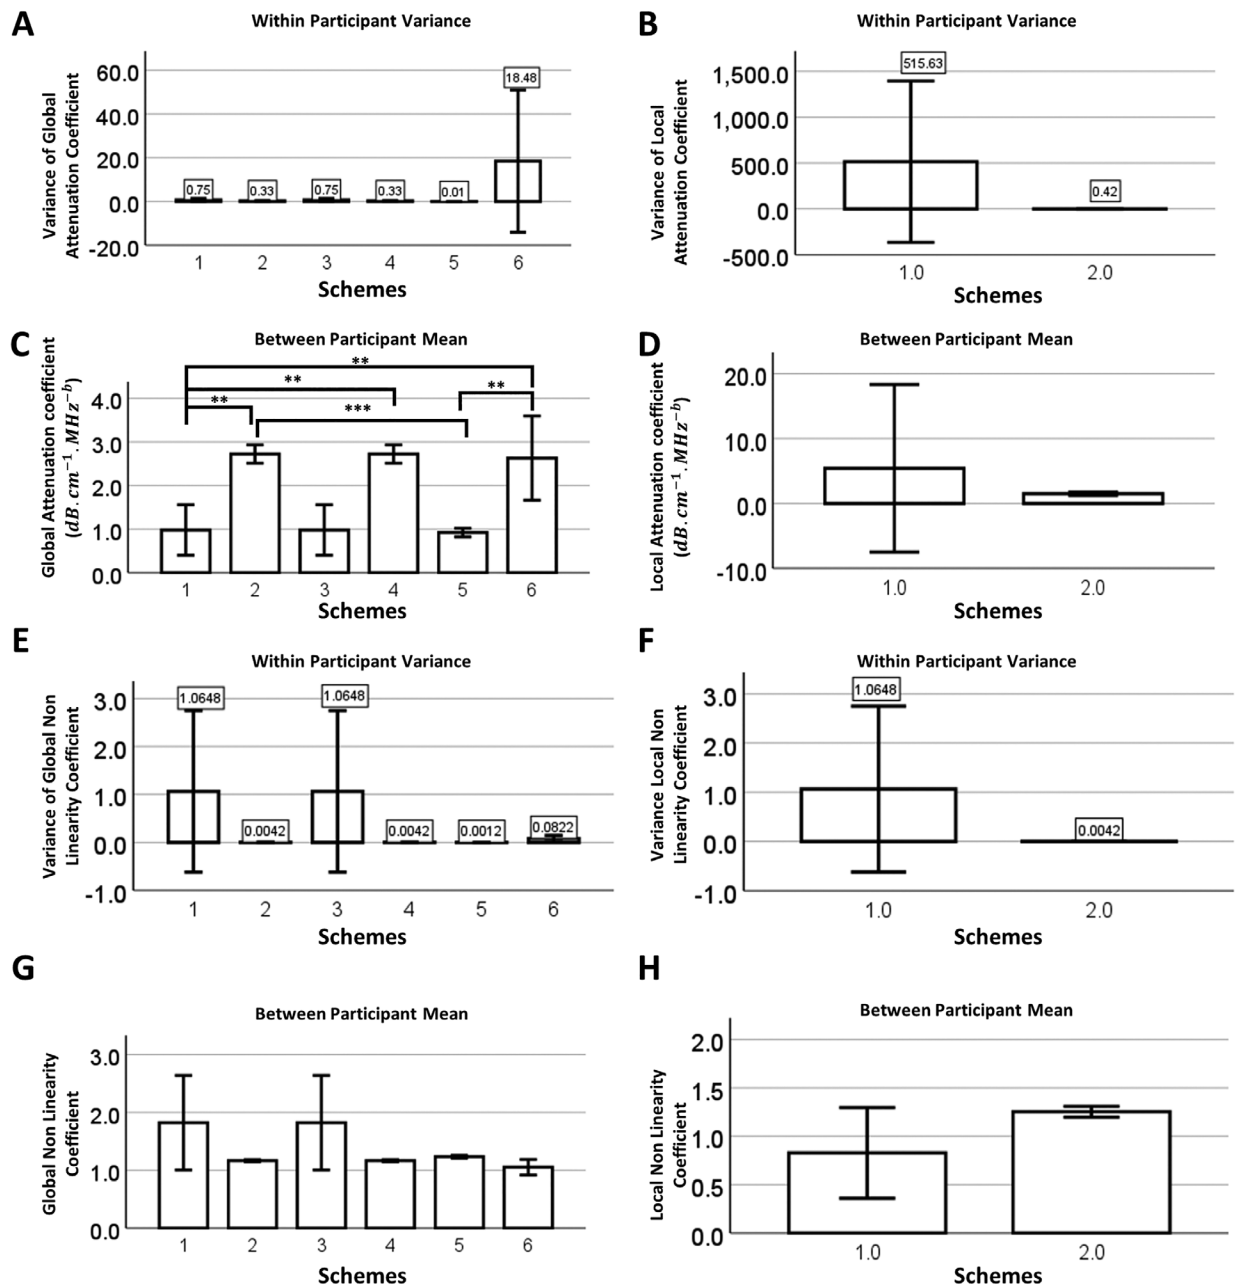 A
Within Participant Variance
Variance of Global
Attenuation Coefficient
60.0
40.0
20.0
0.0
-20.0
0.75
0.33
0.75
0.33
0.01
18.48
1 2 3 4 5 6
Schemes
B
Within Participant Variance
Variance of Local
Attenuation Coefficient
1,500.0
1,000.0
500.0
0.0
-500.0
515.63
0.42
1.0 2.0
Schemes
C
Between Participant Mean
Global Attenuation coefficient
(dB.cm⁻¹.MHz⁻ᵇ)
4.0
3.0
2.0
1.0
0.0
**
**
**
***
**
1 2 3 4 5 6
Schemes
D
Between Participant Mean
Local Attenuation coefficient
(dB.cm⁻¹.MHz⁻ᵇ)
20.0
10.0
0.0
-10.0
1.0 2.0
Schemes
E
Within Participant Variance
Variance of Global Non
Linearity Coefficient
3.0
2.0
1.0
0.0
-1.0
1.0648
0.0042
1.0648
0.0042
0.0012
0.0822
1 2 3 4 5 6
Schemes
F
Within Participant Variance
Variance Local Non
Linearity Coefficient
3.0
2.0
1.0
0.0
-1.0
1.0648
0.0042
1.0 2.0
Schemes
G
Between Participant Mean
Global Non Linearity
Coefficient
3.0
2.0
1.0
0.0
1 2 3 4 5 6
Schemes
H
Between Participant Mean
Local Non Linearity
Coefficient
2.0
1.5
1.0
0.5
0.0
1.0 2.0
Schemes